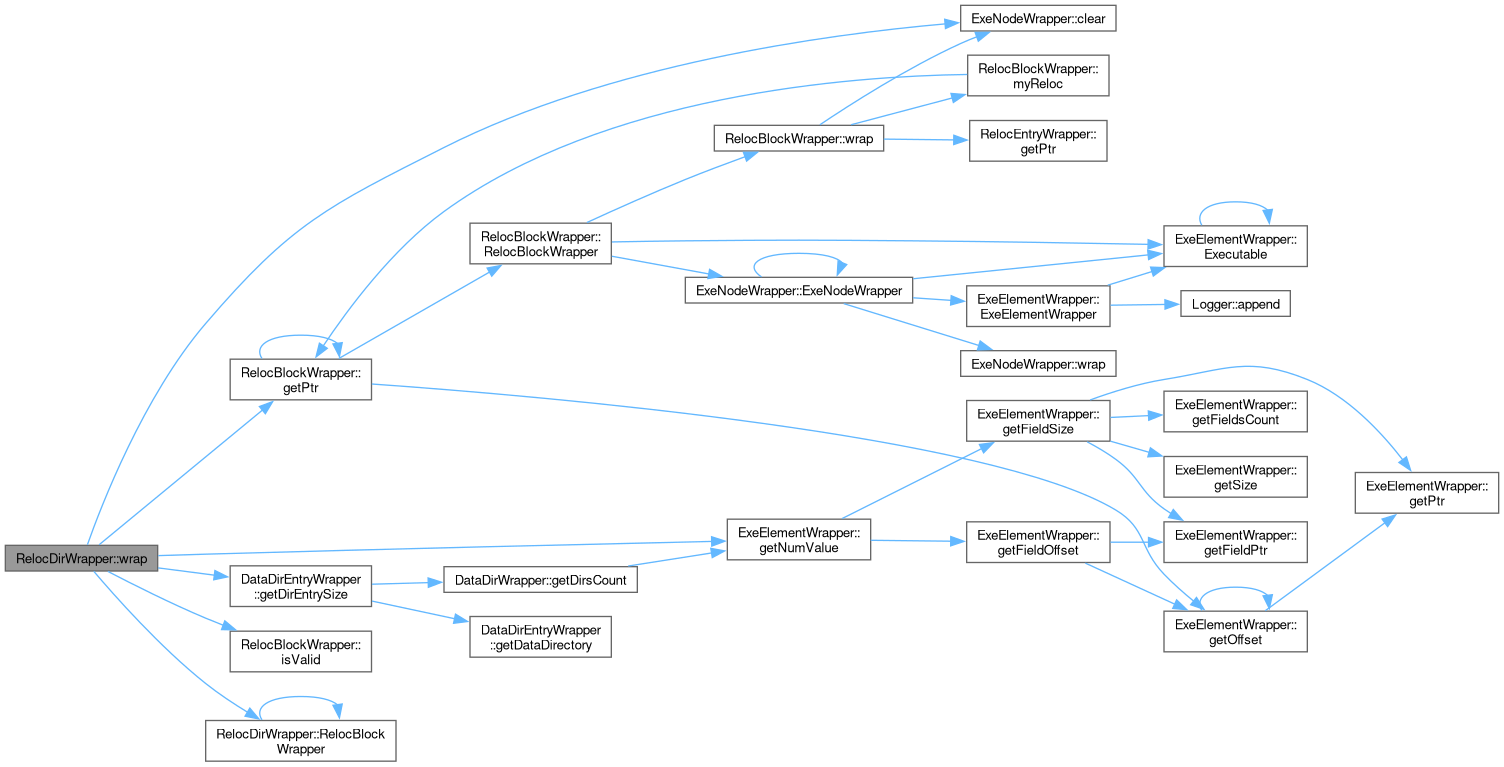 ExeNodeWrapper::clear
RelocBlockWrapper::
myReloc
RelocBlockWrapper::wrap
RelocEntryWrapper::
getPtr
RelocBlockWrapper::
RelocBlockWrapper
ExeElementWrapper::
Executable
ExeNodeWrapper::ExeNodeWrapper
ExeElementWrapper::
ExeElementWrapper
Logger::append
RelocBlockWrapper::
getPtr
ExeNodeWrapper::wrap
ExeElementWrapper::
getFieldSize
ExeElementWrapper::
getFieldsCount
ExeElementWrapper::
getSize
ExeElementWrapper::
getPtr
RelocDirWrapper::wrap
ExeElementWrapper::
getNumValue
ExeElementWrapper::
getFieldOffset
ExeElementWrapper::
getFieldPtr
DataDirEntryWrapper
::getDirEntrySize
DataDirWrapper::getDirsCount
RelocBlockWrapper::
isValid
DataDirEntryWrapper
::getDataDirectory
ExeElementWrapper::
getOffset
RelocDirWrapper::RelocBlock
Wrapper